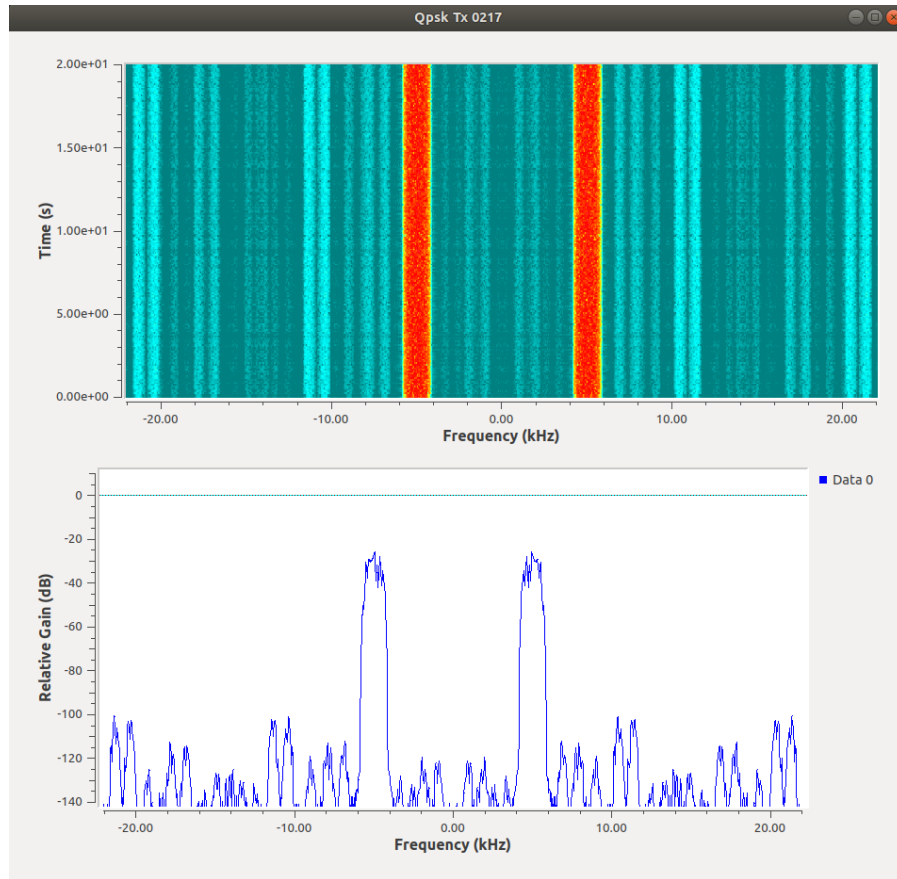 Qpsk Tx 0217
2.00e+01
1.50e+01
1.00e+01
5.00e+00
0.00e+00
Time (s)
-20.00 -10.00 0.00 10.00 20.00
Frequency (kHz)
Data 0
0
-20
-40
-60
-80
-100
-120
-140
Relative Gain (dB)
-20.00 -10.00 0.00 10.00 20.00
Frequency (kHz)